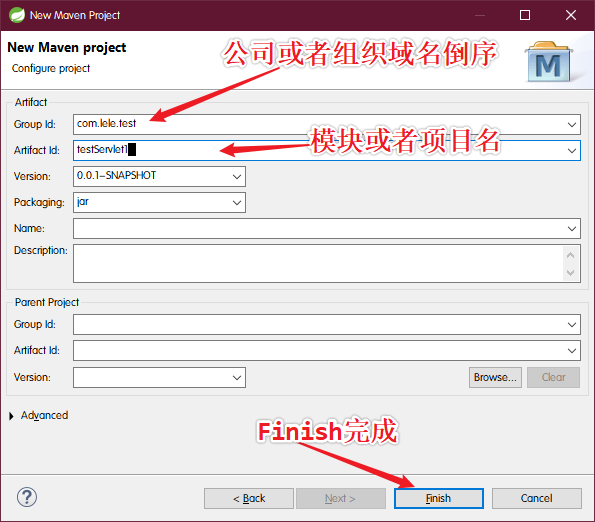 New Maven Project
New Maven project
公司或者组织域名倒序
Configure project
M
Artifact
Group Id:
com.lele.test
Artifact Id:
testServlet1
模块或者项目名
Version:
0.0.1-SNAPSHOT
Packaging:
jar
Name:
Description:
Parent Project
Group Id:
Artifact Id:
Version:
Browse...
Clear
Advanced
Finish完成
?
< Back
Next >
Finish
Cancel